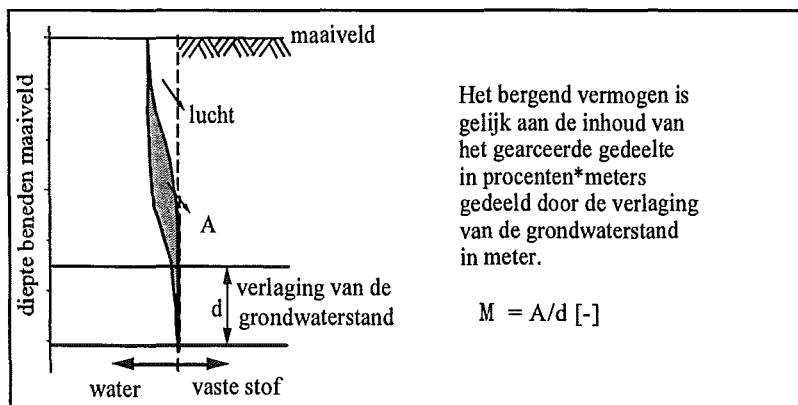 maaiveld
diepte beneden maaiveld
lucht
A
d
verlaging van de
grondwaterstand
water
vaste stof
Het bergend vermogen is
gelijk aan de inhoud van
het gearceerde gedeelte
in procenten*meters
gedeeld door de verlaging
van de grondwaterstand
in meter.
M = A/d [-]